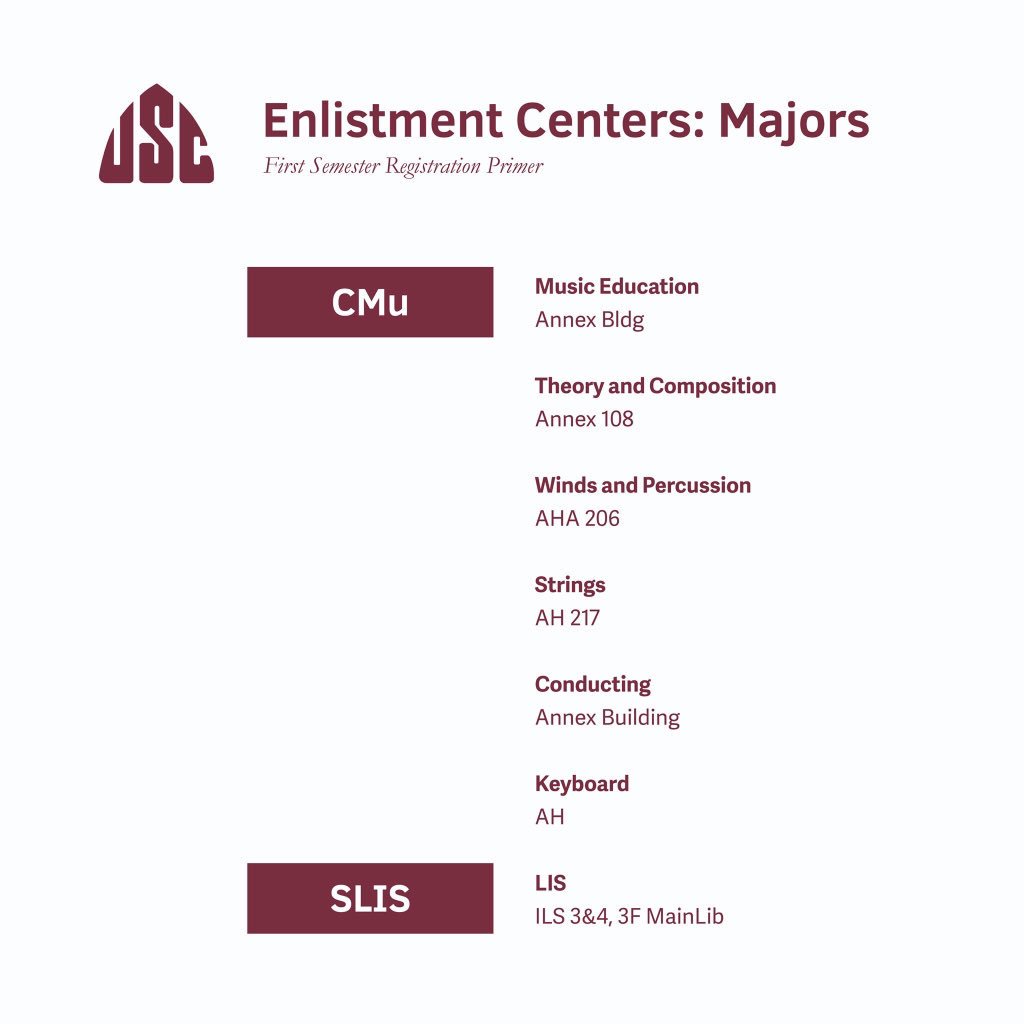 USC
Enlistment Centers: Majors
First Semester Registration Primer
CMu
Music Education
Annex Bldg
Theory and Composition
Annex 108
Winds and Percussion
AHA 206
Strings
AH 217
Conducting
Annex Building
Keyboard
AH
SLIS
LIS
ILS 3&4, 3F MainLib